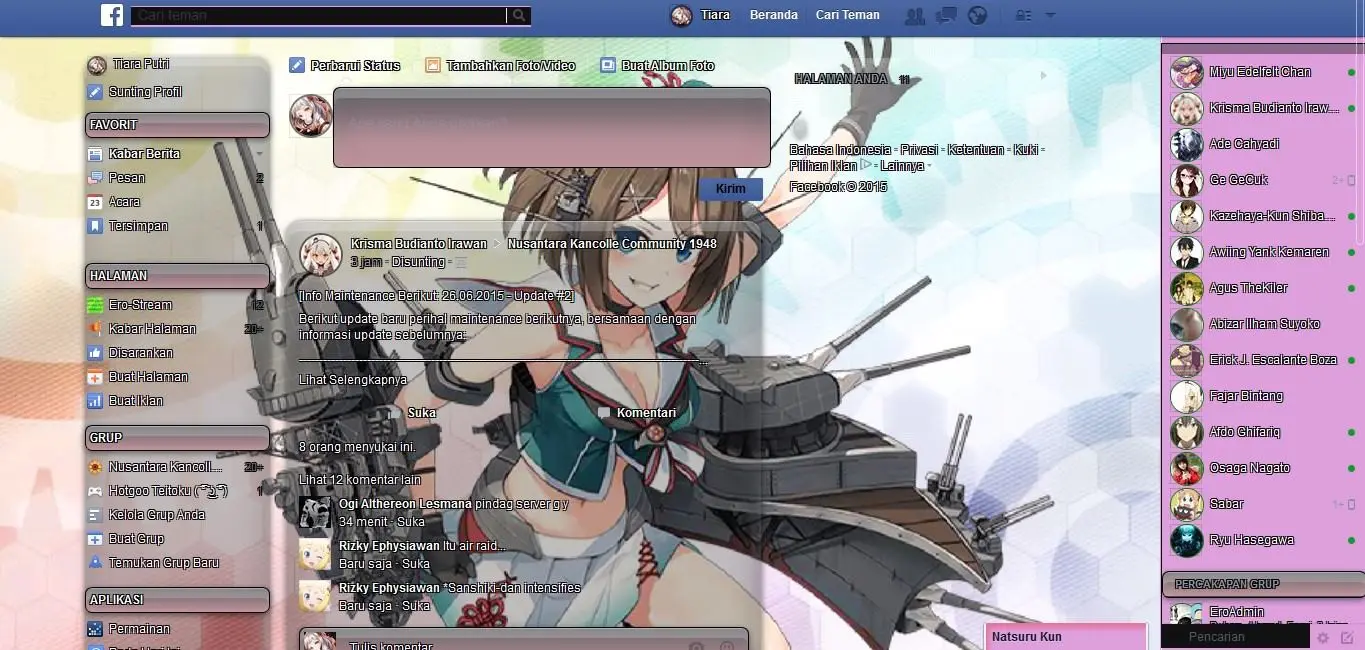 Cari teman
Tiara
Beranda
Cari Teman
Tiara Putri
Sunting Profil
FAVORIT
Kabar Berita
Pesan 2
Acara
Tersimpan 1
HALAMAN
Ero-Stream 12
Kabar Halaman 20+
Disarankan
Buat Halaman
Buat Iklan
GRUP
Nusantara Kancoll... 20+
Hotgoo Teitoku ( ͡° ͜ʖ ͡°) 1
Kelola Grup Anda
Buat Grup
Temukan Grup Baru
APLIKASI
Permainan
Perbarui Status
Tambahkan Foto/Video
Buat Album Foto
Kirim
Krisma Budianto Irawan > Nusantara Kancolle Community 1948
3 jam · Disunting ·
[Info Maintenance Berikut: 26.06.2015 - Update #2]
Berikut update baru perihal maintenance berikutnya, bersamaan dengan
informasi update sebelumnya:
...
Lihat Selengkapnya
Suka
Komentari
8 orang menyukai ini.
Lihat 12 komentar lain
Ogi Althereon Lesmana pindag server g y
34 menit · Suka
Rizky Ephysiawan Itu air raid...
Baru saja · Suka
Rizky Ephysiawan *Sanshiki-dan intensifies
Baru saja · Suka
Tulis komentar
HALAMAN ANDA 11
Bahasa Indonesia · Privasi · Ketentuan · Kuki ·
Pilihan Iklan · Lainnya
Facebook © 2015
Miyu Edelfelt Chan
Krisma Budianto Iraw...
Ade Cahyadi
Ge GeCuk 2+
Kazehaya-Kun Shiba...
Awiing Yank Kemaren
Agus TheKiler
Abizar Ilham Suyoko
Erick J. Escalante Boza
Fajar Bintang
Afdo Ghifariq
Osaga Nagato
Sabar 1+
Ryu Hasegawa
PERCAKAPAN GRUP
EroAdmin
Pencarian
Natsuru Kun